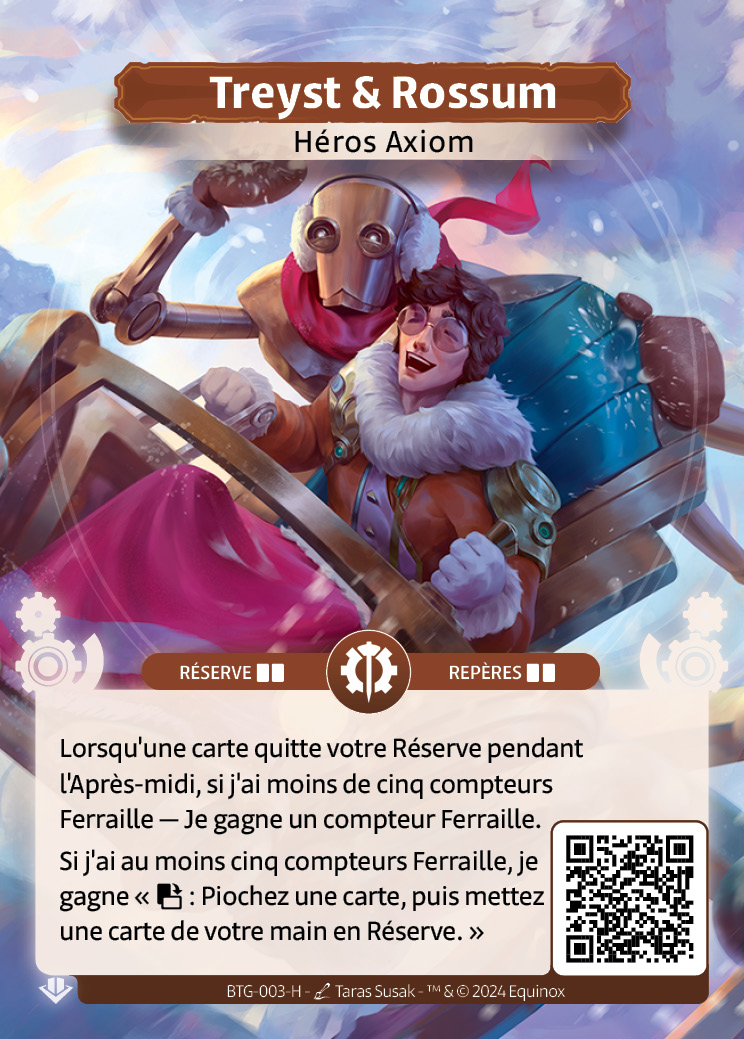 Treyst & Rossum
Héros Axiom
RÉSERVE
REPÈRES
Lorsqu'une carte quitte votre Réserve pendant
l'Après-midi, si j'ai moins de cinq compteurs
Ferraille — Je gagne un compteur Ferraille.
Si j'ai au moins cinq compteurs Ferraille, je
gagne « : Piochez une carte, puis mettez
une carte de votre main en Réserve. »
BTG-003-H - Taras Susak - ™ & © 2024 Equinox